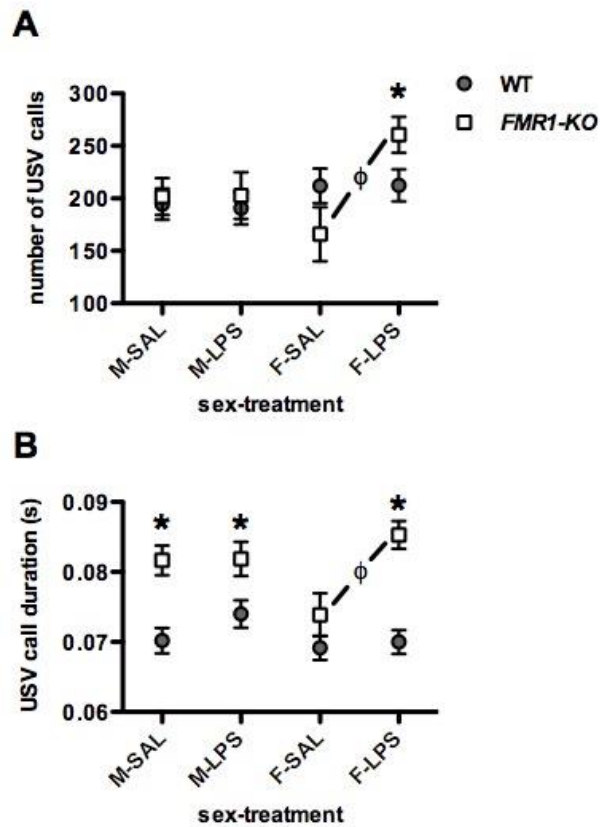 A
300
250
200
150
100
number of USV calls
* 
ϕ
WT
FMR1-KO
M-SAL
M-LPS
F-SAL
F-LPS
sex-treatment
B
0.09
0.08
0.07
0.06
USV call duration (s)
* * *
ϕ
M-SAL
M-LPS
F-SAL
F-LPS
sex-treatment